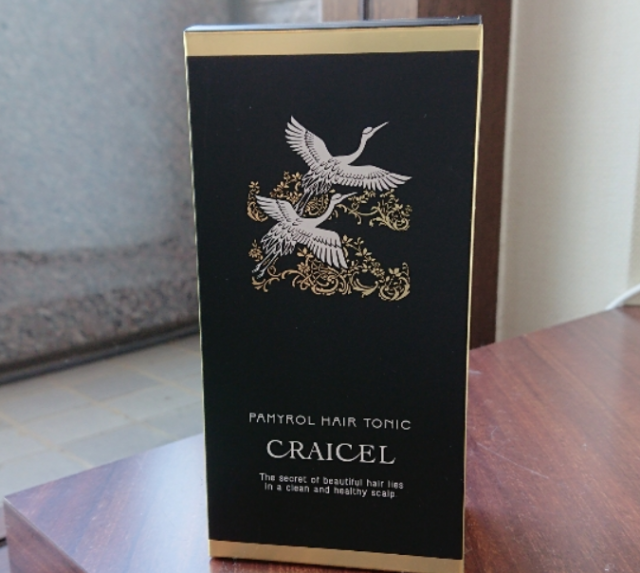 PAMYROL HAIR TONIC
CRAICEL
The secret of beautiful hair lies
in a clean and healthy scalp